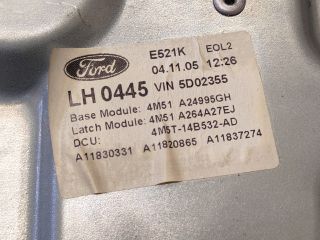 Ford
E521K EOL2
04.11.05 12:26
LH 0445 VIN 5D02355
Base Module: 4M51 A24995GH
Latch Module: 4M51 A264A27EJ
DCU: 4M5T-14B532-AD
A11830331 A11820865 A11837274